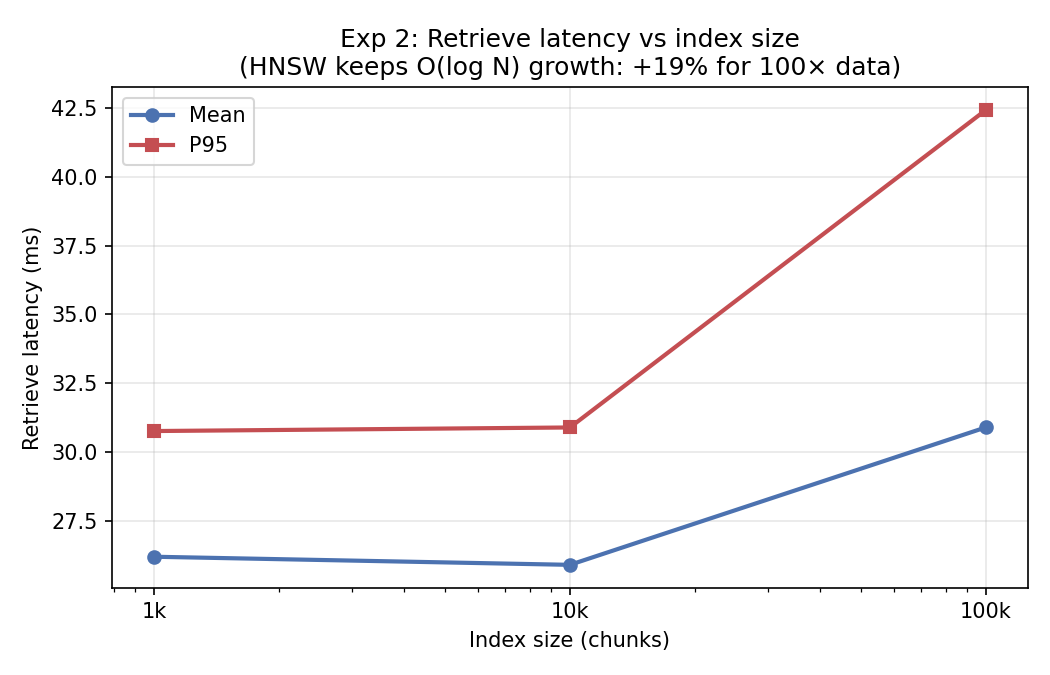 Exp 2: Retrieve latency vs index size
(HNSW keeps O(log N) growth: +19% for 100× data)
Mean
P95
Retrieve latency (ms)
42.5
40.0
37.5
35.0
32.5
30.0
27.5
1k
10k
100k
Index size (chunks)